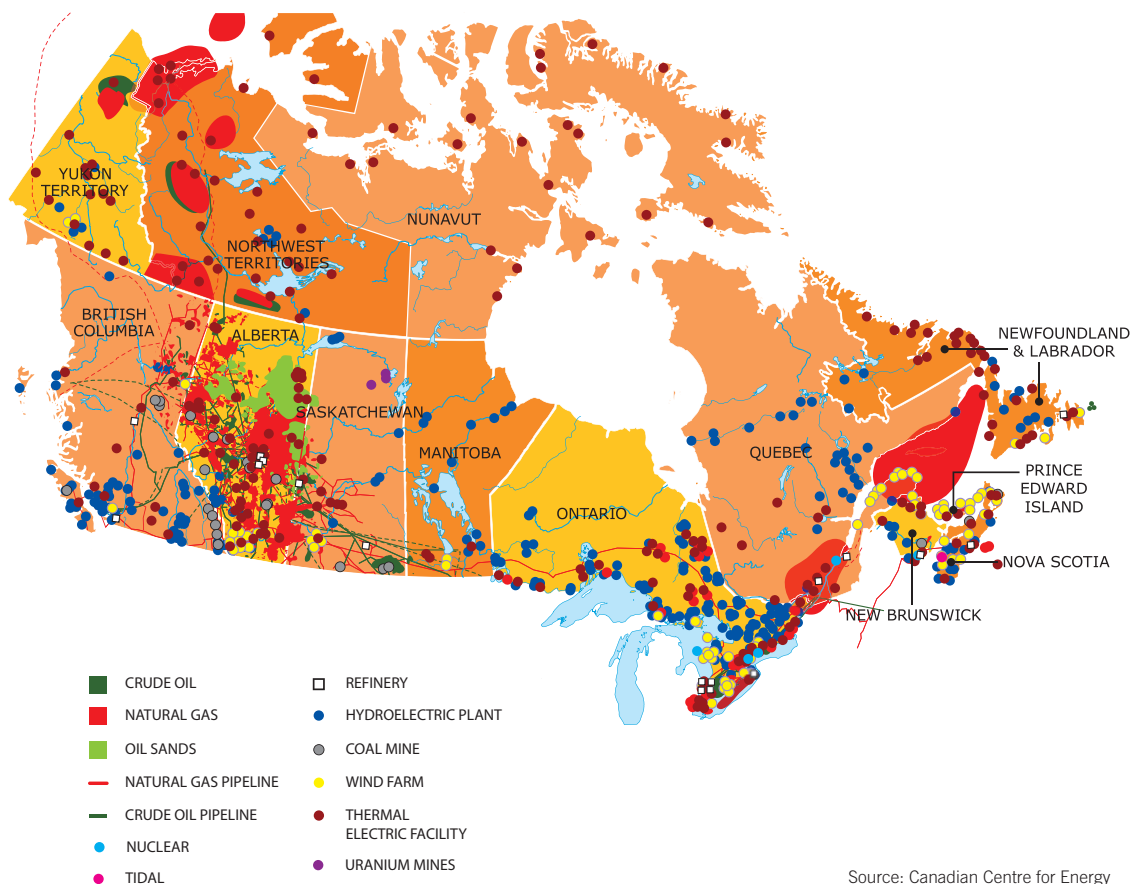 YUKON
TERRITORY
NUNAVUT
NORTHWEST
TERRITORIES
BRITISH
COLUMBIA
ALBERTA
NEWFOUNDLAND
& LABRADOR
SASKATCHEWAN
MANITOBA
QUEBEC
PRINCE
EDWARD
ISLAND
ONTARIO
NOVA SCOTIA
NEW BRUNSWICK
CRUDE OIL
NATURAL GAS
OIL SANDS
NATURAL GAS PIPELINE
CRUDE OIL PIPELINE
NUCLEAR
TIDAL
REFINERY
HYDROELECTRIC PLANT
COAL MINE
WIND FARM
THERMAL
ELECTRIC FACILITY
URANIUM MINES
Source: Canadian Centre for Energy